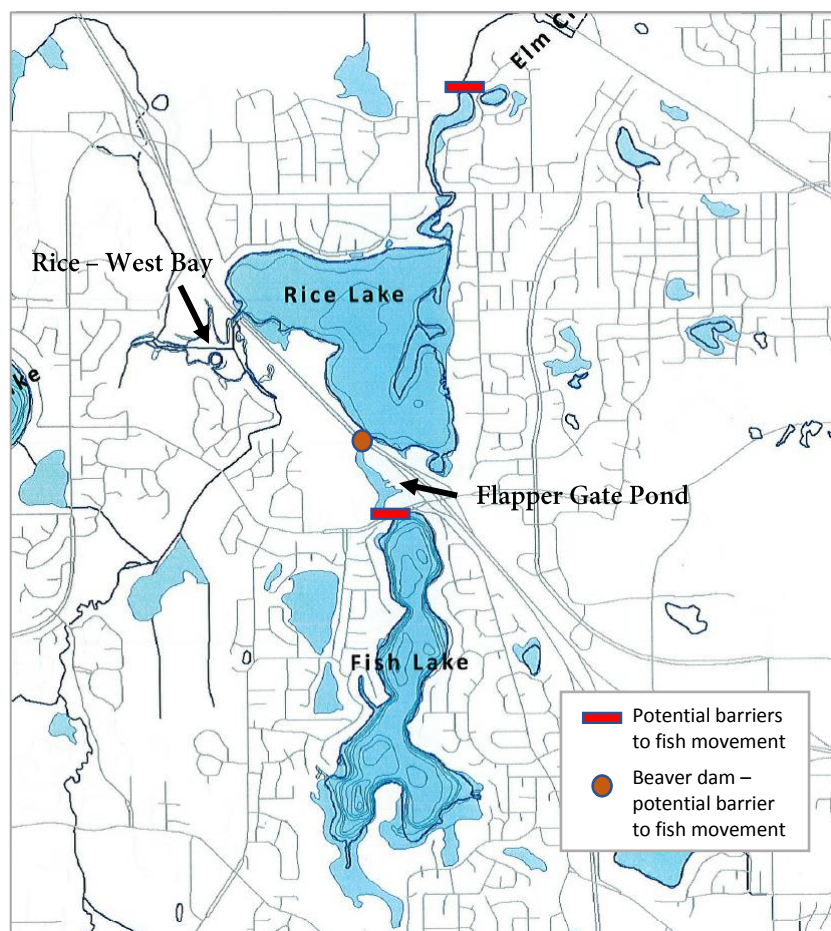 Elm Cr
Rice – West Bay
Rice Lake
ke
Flapper Gate Pond
Fish Lake
Potential barriers
to fish movement
Beaver dam –
potential barrier
to fish movement